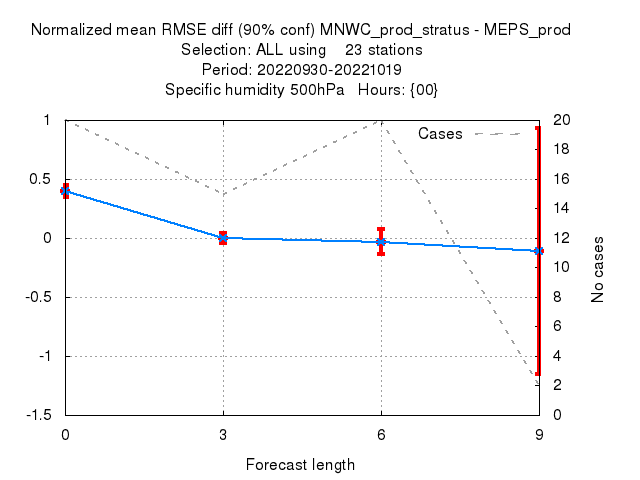 Normalized mean RMSE diff (90% conf) MNWC_prod_stratus - MEPS_prod
Selection: ALL using 23 stations
Period: 20220930-20221019
Specific humidity 500hPa Hours: {00}
Cases
1
0.5
0
-0.5
-1
-1.5
20
18
16
14
12
10
8
6
4
2
0
No cases
0 3 6 9
Forecast length